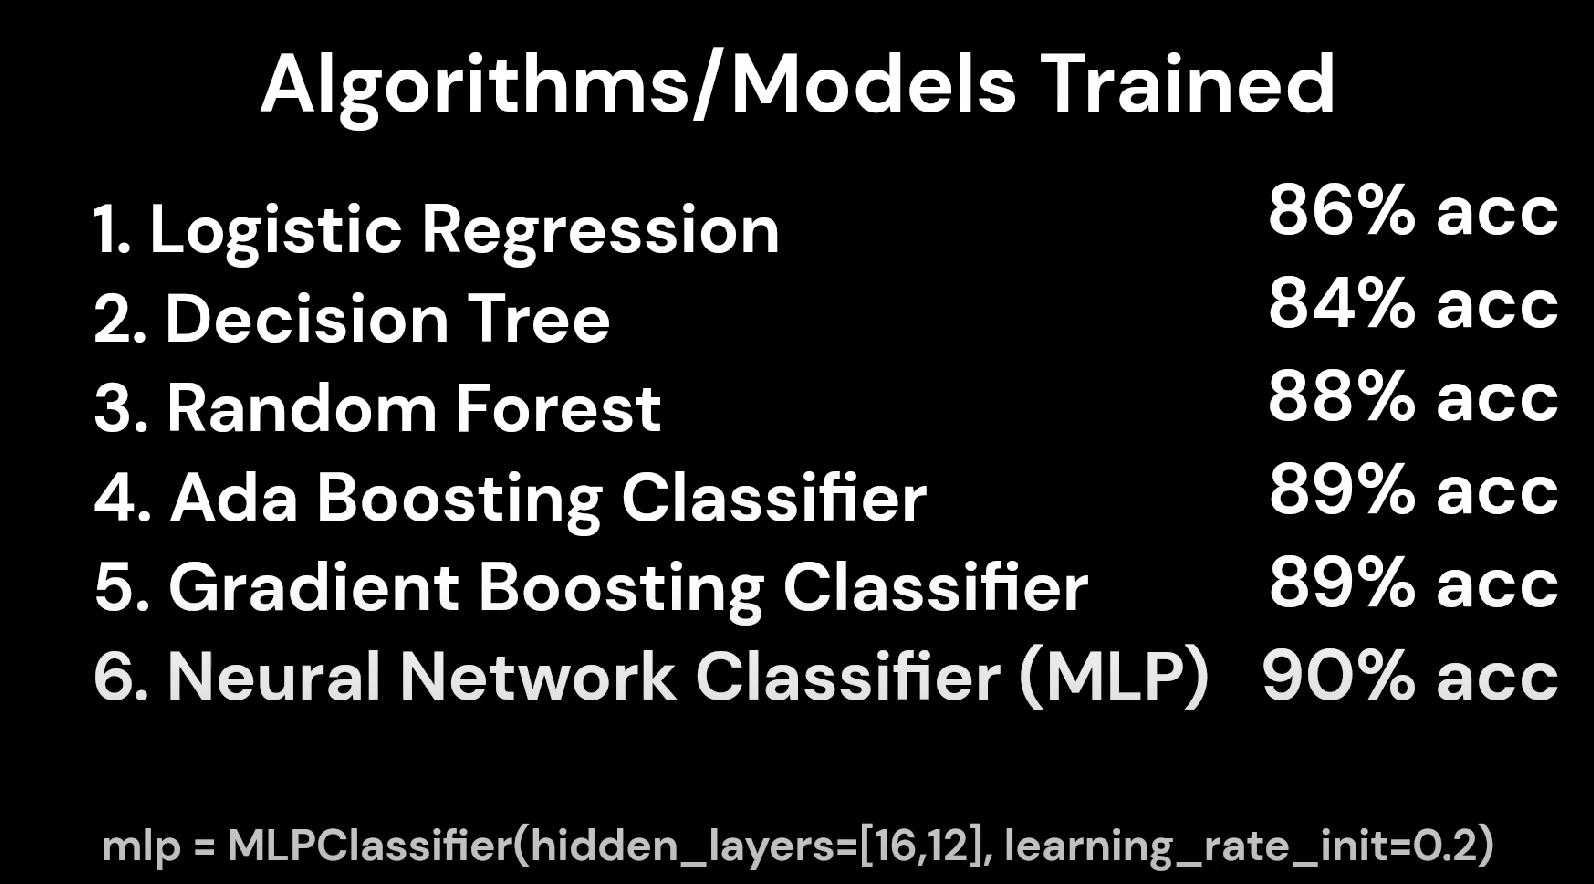 Algorithms/Models Trained
1. Logistic Regression 86% acc
2. Decision Tree 84% acc
3. Random Forest 88% acc
4. Ada Boosting Classifier 89% acc
5. Gradient Boosting Classifier 89% acc
6. Neural Network Classifier (MLP) 90% acc
mlp = MLPClassifier(hidden_layers=[16,12], learning_rate_init=0.2)